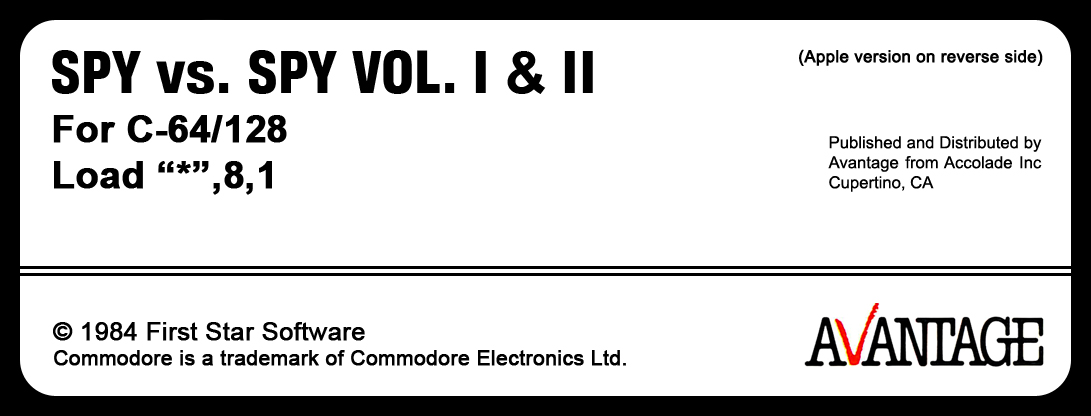 SPY vs. SPY VOL. I & II
(Apple version on reverse side)
For C-64/128
Load “*”,8,1
Published and Distributed by
Avantage from Accolade Inc
Cupertino, CA
© 1984 First Star Software
Commodore is a trademark of Commodore Electronics Ltd.
AVANTAGE